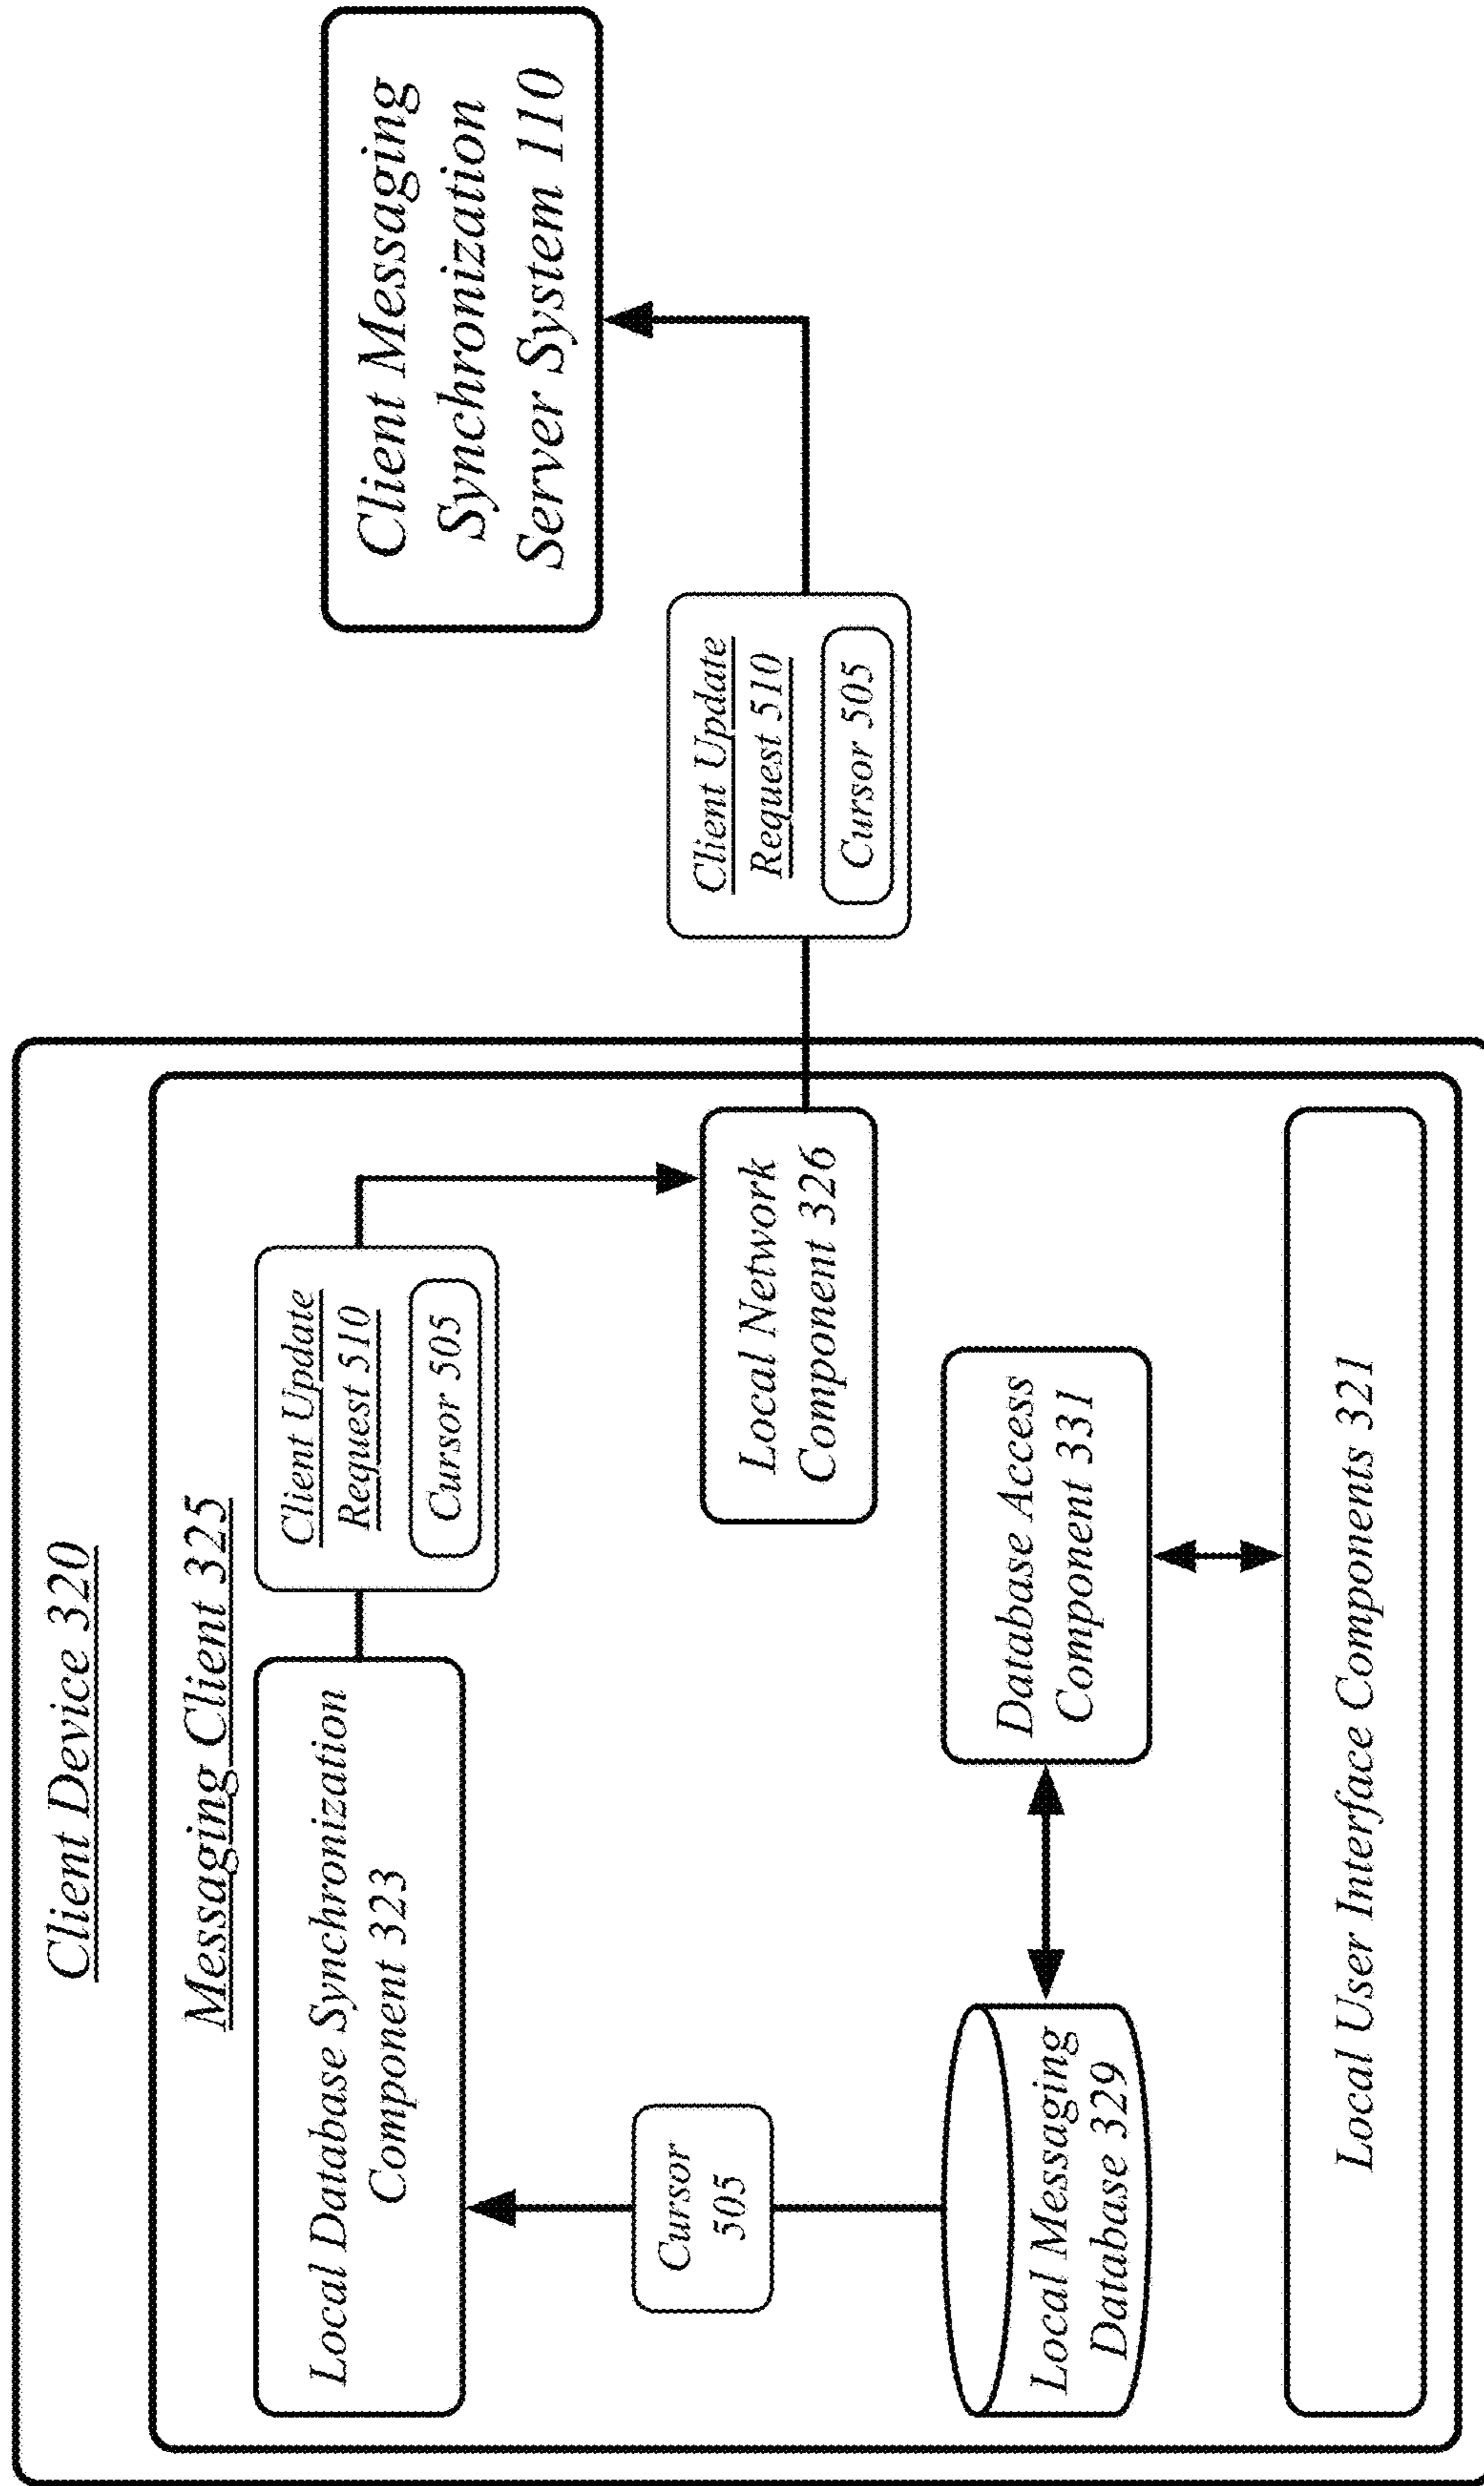 Client Device 320
Messaging Client 325
Local Database Synchronization
Component 323
Client Update
Request 510
Cursor 505
Client Messaging
Synchronization
Server System 110
Cursor
505
Local Network
Component 326
Client Update
Request 510
Cursor 505
Local Messaging
Database 329
Database Access
Component 331
Local User Interface Components 321